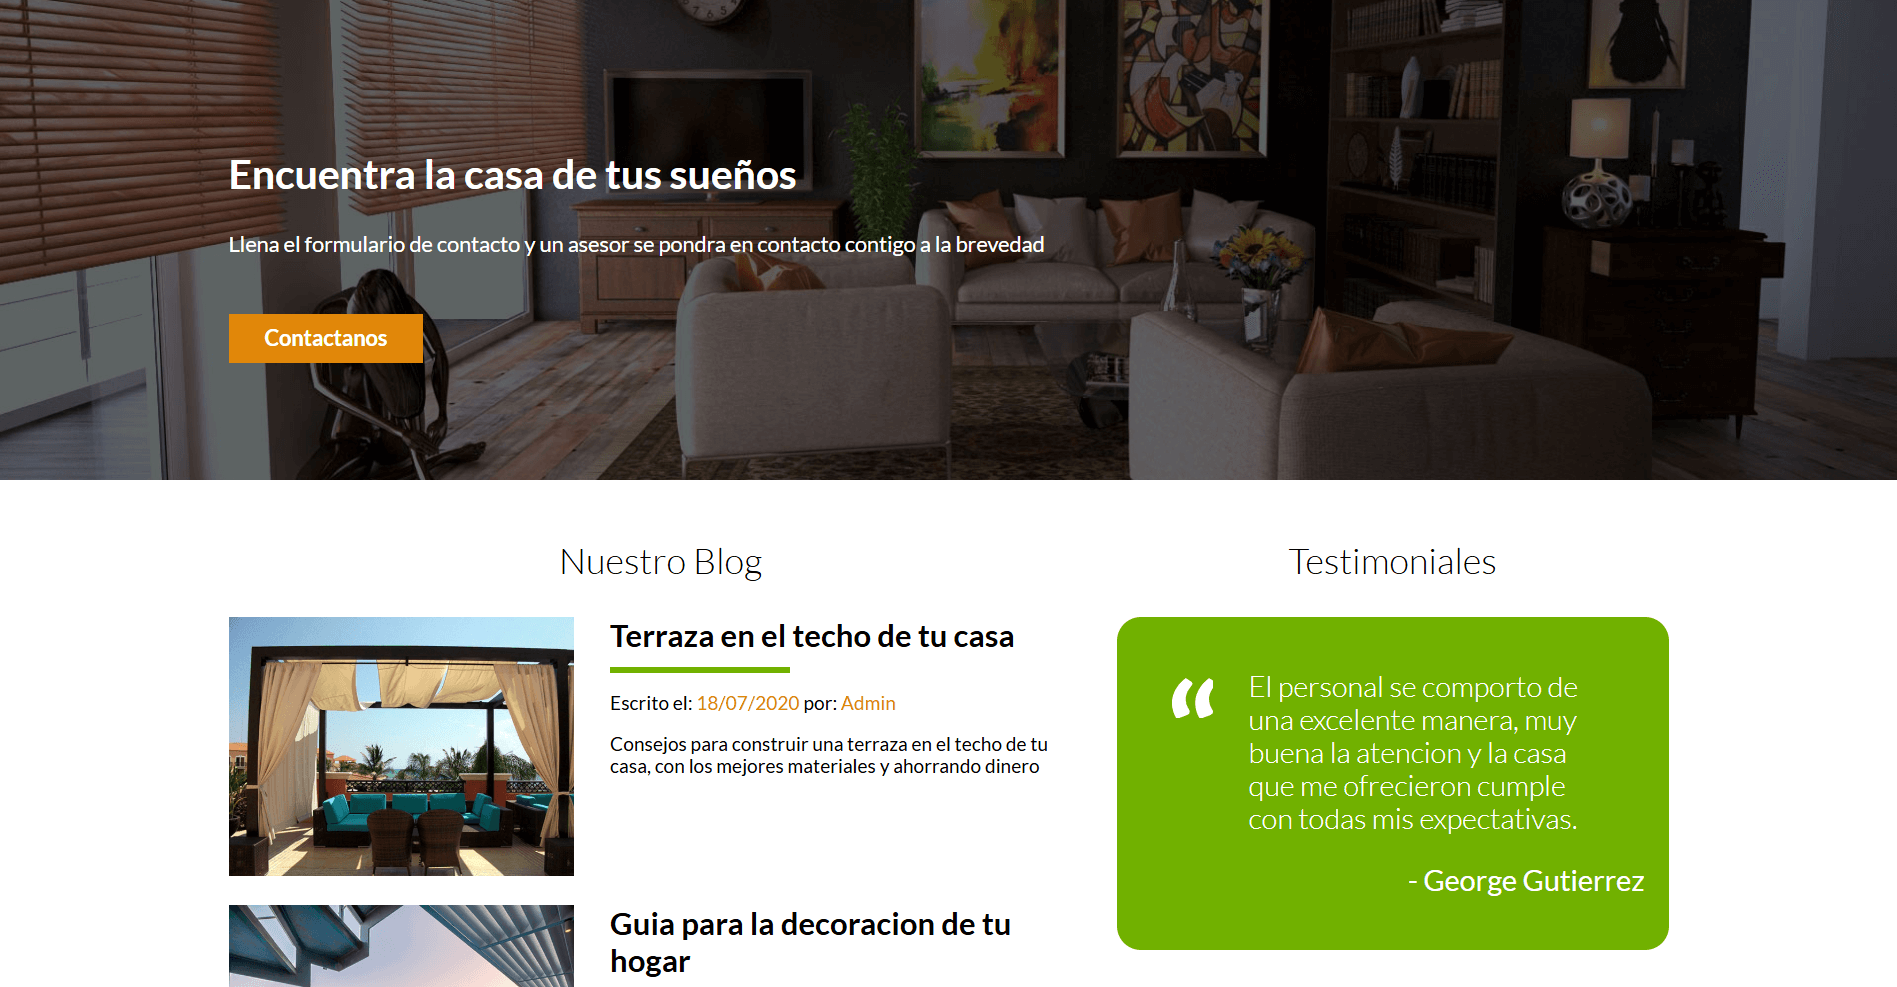 Encuentra la casa de tus sueños
Llena el formulario de contacto y un asesor se pondra en contacto contigo a la brevedad
Contactanos
Nuestro Blog
Terraza en el techo de tu casa
Escrito el: 18/07/2020 por: Admin
Consejos para construir una terraza en el techo de tu
casa, con los mejores materiales y ahorrando dinero
Guia para la decoracion de tu
hogar
Testimoniales
“ El personal se comporto de
una excelente manera, muy
buena la atencion y la casa
que me ofrecieron cumple
con todas mis expectativas.
- George Gutierrez